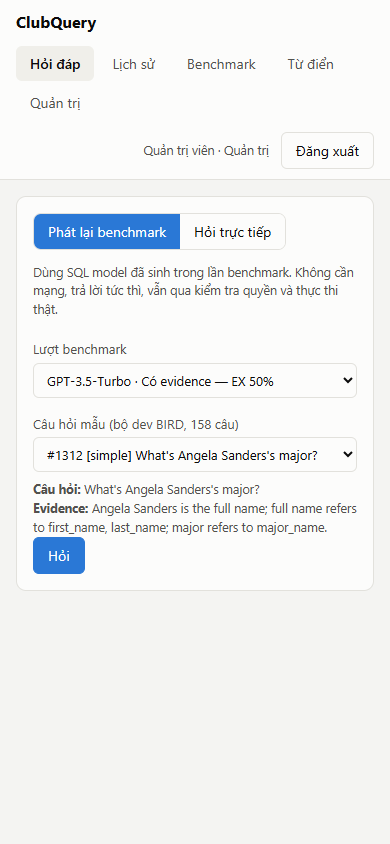 ClubQuery
Hỏi đáp
Lịch sử
Benchmark
Từ điển
Quản trị
Quản trị viên · Quản trị
Đăng xuất
Phát lại benchmark
Hỏi trực tiếp
Dùng SQL model đã sinh trong lần benchmark. Không cần
mạng, trả lời tức thì, vẫn qua kiểm tra quyền và thực thi
thật.
Lượt benchmark
GPT-3.5-Turbo · Có evidence — EX 50%
Câu hỏi mẫu (bộ dev BIRD, 158 câu)
#1312 [simple] What's Angela Sanders's major?
Câu hỏi: What's Angela Sanders's major?
Evidence: Angela Sanders is the full name; full name refers
to first_name, last_name; major refers to major_name.
Hỏi